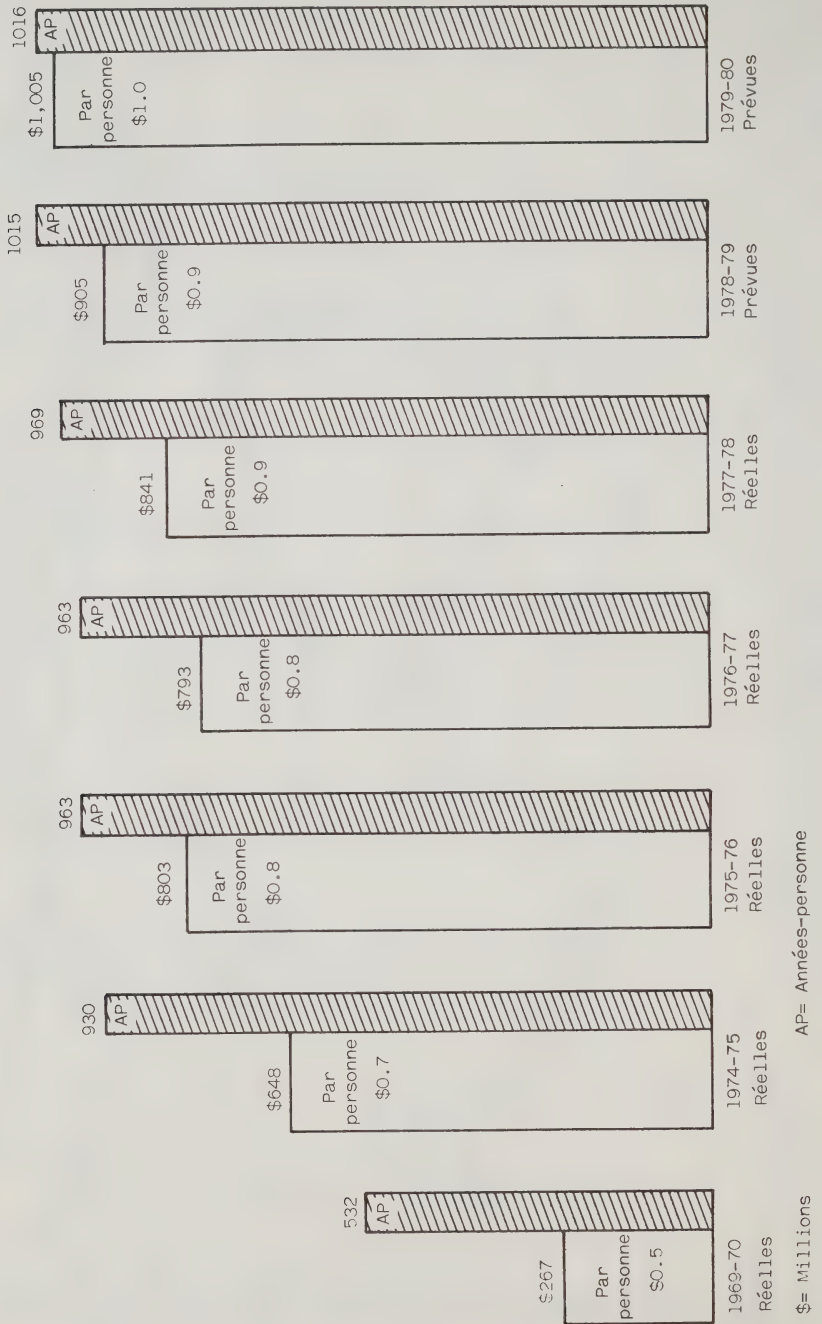 $267
532
AP
Par
personne
$0.5
1969-70
Réelles
$648
930
AP
Par
personne
$0.7
1974-75
Réelles
$803
963
AP
Par
personne
$0.8
1975-76
Réelles
$793
963
AP
Par
personne
$0.8
1976-77
Réelles
$841
969
AP
Par
personne
$0.9
1977-78
Réelles
$905
1015
AP
Par
personne
$0.9
1978-79
Prévues
$1,005
1016
AP
Par
personne
$1.0
1979-80
Prévues
$= Millions
AP= Années-personne